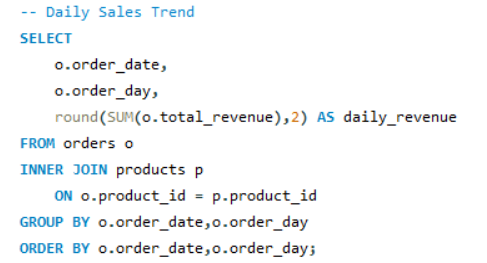 -- Daily Sales Trend
SELECT
    o.order_date,
    o.order_day,
    round(SUM(o.total_revenue),2) AS daily_revenue
FROM orders o
INNER JOIN products p
    ON o.product_id = p.product_id
GROUP BY o.order_date,o.order_day
ORDER BY o.order_date,o.order_day;